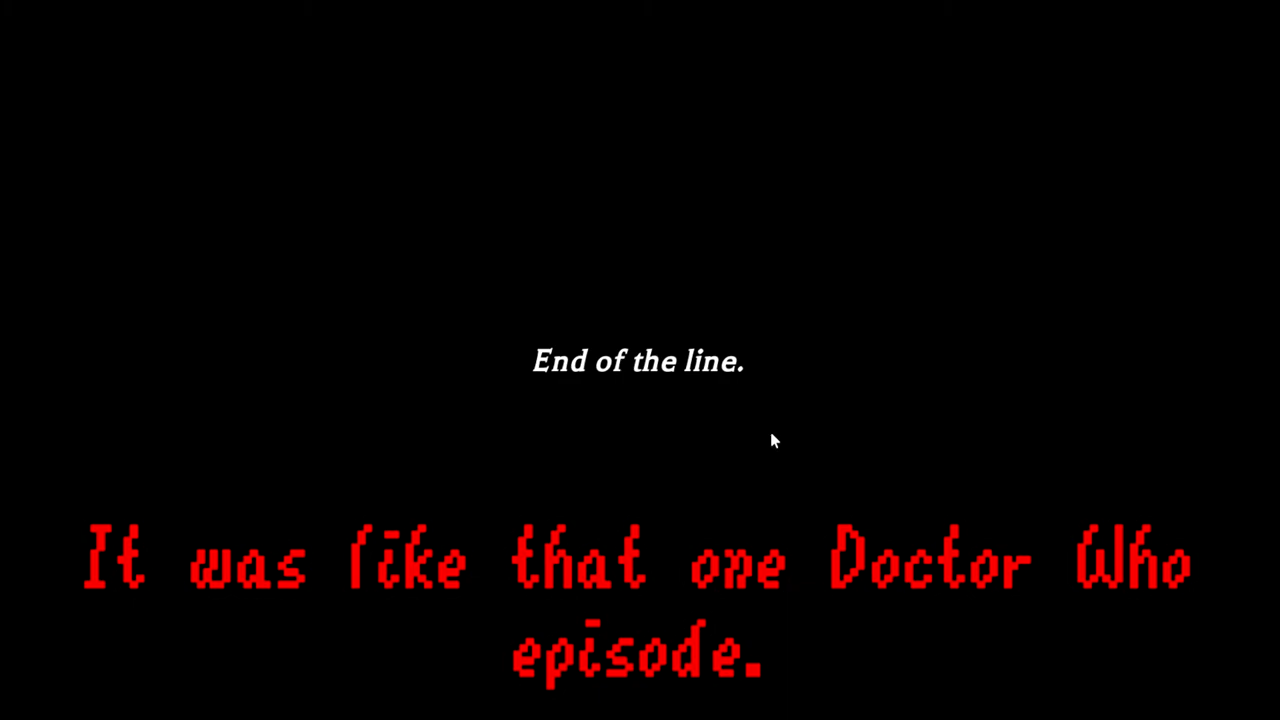 End of the line.
It was like that one Doctor Who
episode.